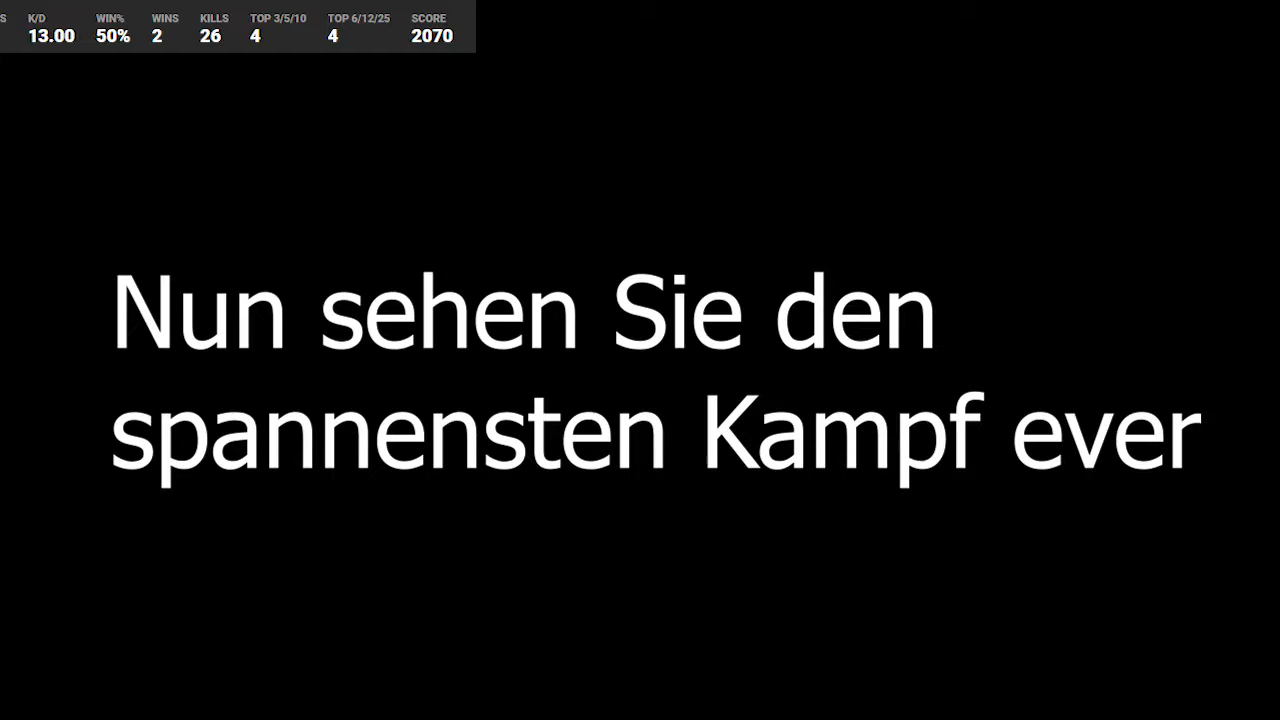 S K/D WIN% WINS KILLS TOP 3/5/10 TOP 6/12/25 SCORE
13.00 50% 2 26 4 4 2070
Nun sehen Sie den
spannensten Kampf ever